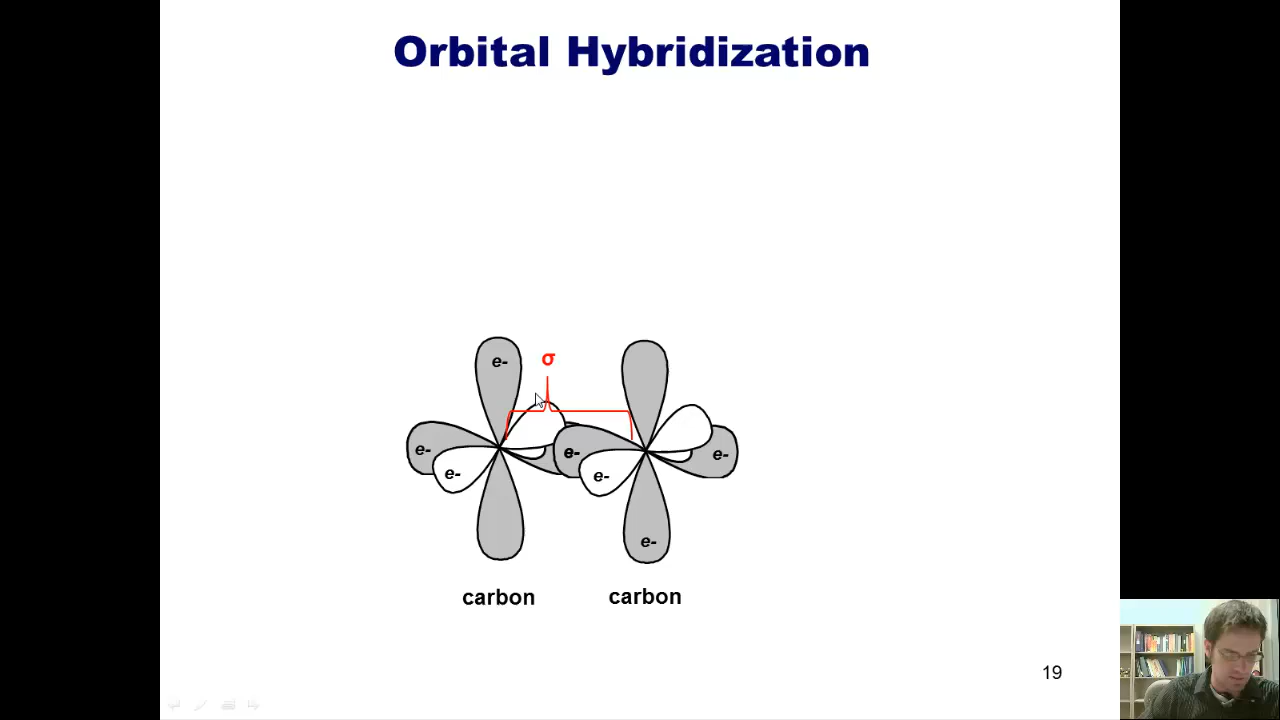 Orbital Hybridization
σ
e-
e- e- e-
e- e-
e-
carbon carbon
19